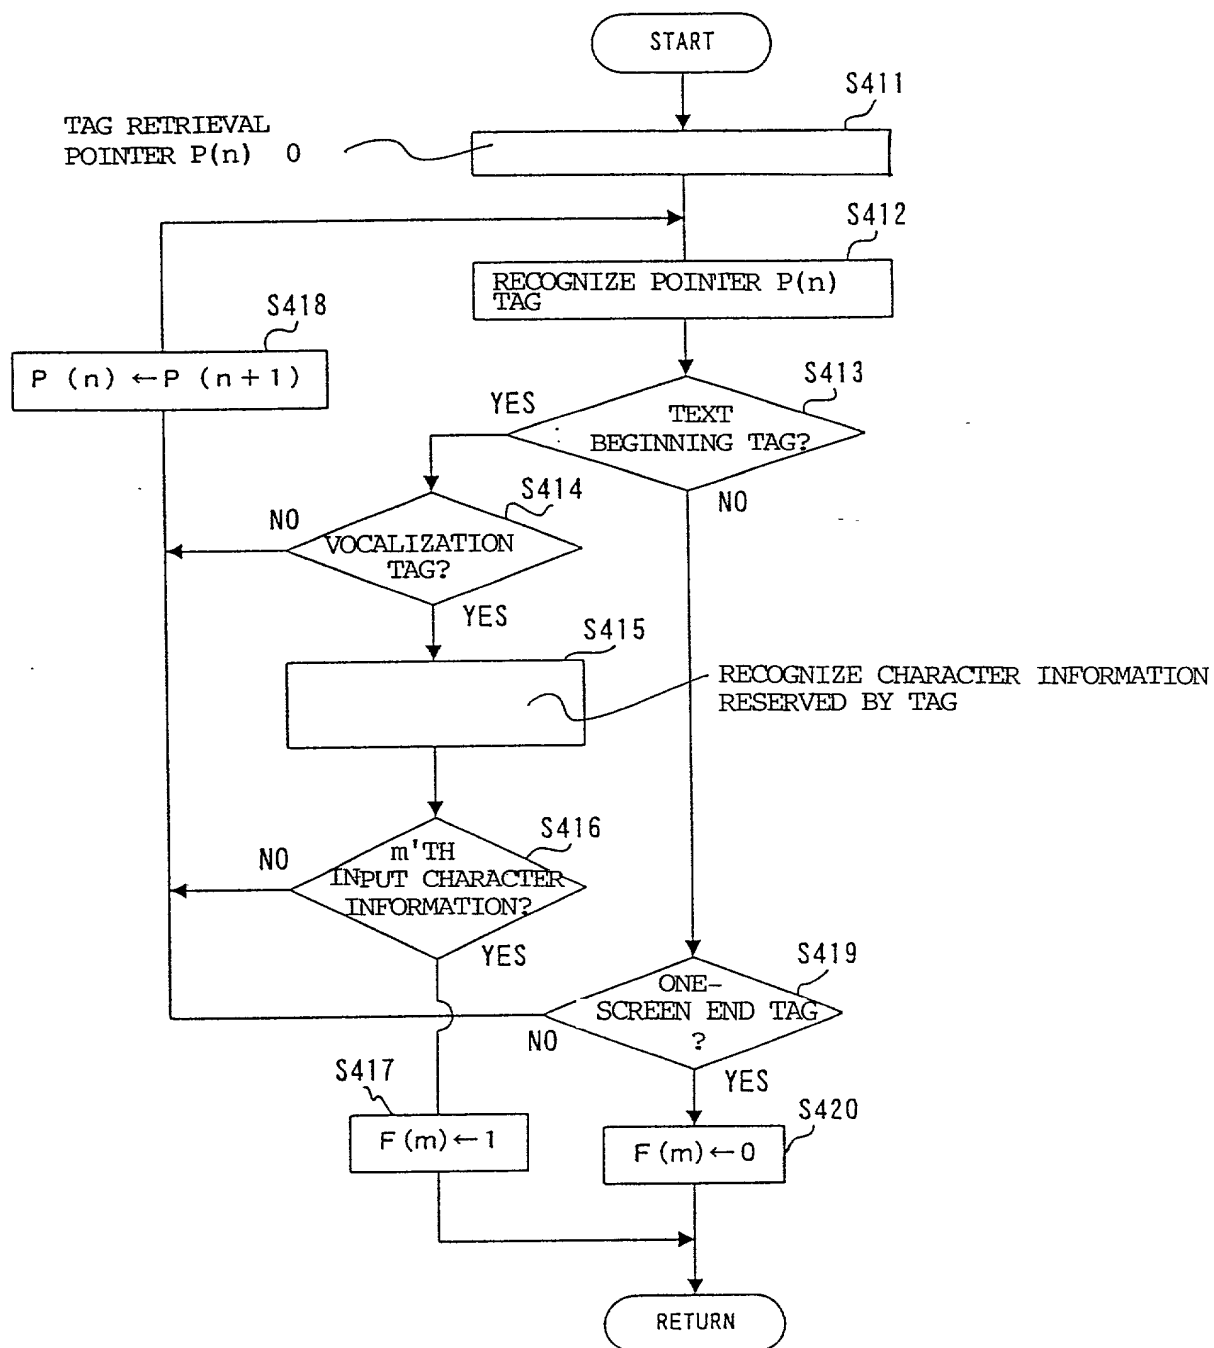 START
S411
TAG RETRIEVAL
POINTER P(n) 0
S412
RECOGNIZE POINTER P(n)
TAG
S418
P (n) ←P (n+1)
S413
YES
TEXT
BEGINNING TAG?
NO
S414
NO
VOCALIZATION
TAG?
YES
S415
RECOGNIZE CHARACTER INFORMATION
RESERVED BY TAG
S416
NO
m'TH
INPUT CHARACTER
INFORMATION?
YES
S419
ONE-
SCREEN END TAG
?
NO
YES
S417
F (m) ←1
S420
F (m) ←0
RETURN